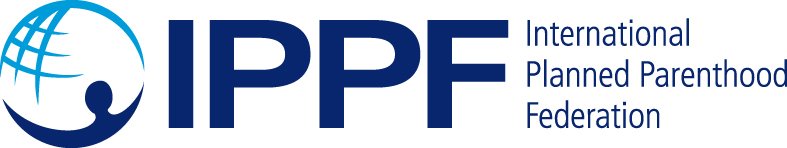 IPPF
International
Planned Parenthood
Federation